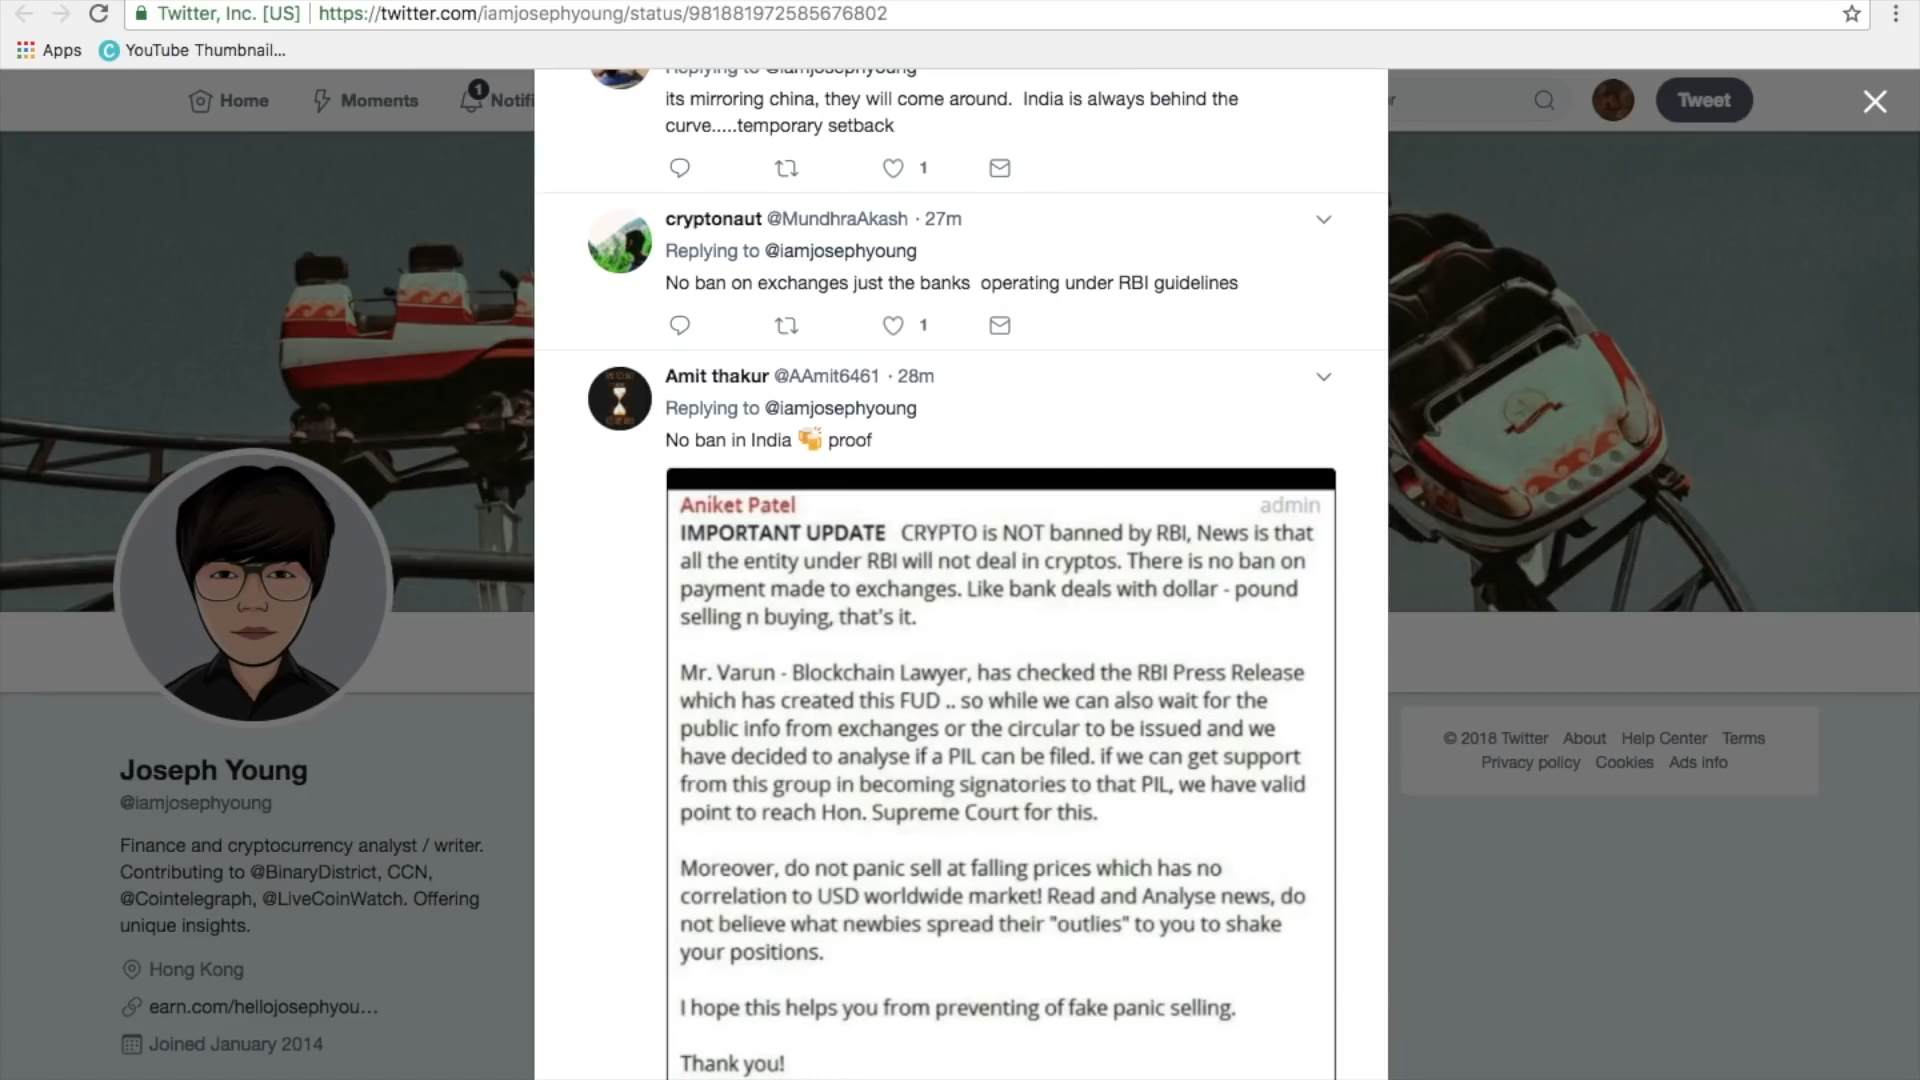 Twitter, Inc. [US] | https://twitter.com/iamjosephyoung/status/981881972585676802
Apps YouTube Thumbnail...
Home Moments 1 Notifi
Tweet
Replying to @iamjosephyoung
its mirroring china, they will come around.  India is always behind the
curve.....temporary setback
1
cryptonaut @MundhraAkash · 27m
Replying to @iamjosephyoung
No ban on exchanges just the banks  operating under RBI guidelines
1
Amit thakur @AAmit6461 · 28m
Replying to @iamjosephyoung
No ban in India 🍻 proof
Aniket Patel admin
IMPORTANT UPDATE  CRYPTO is NOT banned by RBI, News is that
all the entity under RBI will not deal in cryptos. There is no ban on
payment made to exchanges. Like bank deals with dollar - pound
selling n buying, that's it.
Mr. Varun - Blockchain Lawyer, has checked the RBI Press Release
which has created this FUD .. so while we can also wait for the
public info from exchanges or the circular to be issued and we
have decided to analyse if a PIL can be filed. if we can get support
from this group in becoming signatories to that PIL, we have valid
point to reach Hon. Supreme Court for this.
Moreover, do not panic sell at falling prices which has no
correlation to USD worldwide market! Read and Analyse news, do
not believe what newbies spread their "outlies" to you to shake
your positions.
I hope this helps you from preventing of fake panic selling.
Thank you!
Joseph Young
@iamjosephyoung
Finance and cryptocurrency analyst / writer.
Contributing to @BinaryDistrict, CCN,
@Cointelegraph, @LiveCoinWatch. Offering
unique insights.
Hong Kong
earn.com/hellojosephyou...
Joined January 2014
© 2018 Twitter About Help Center Terms
Privacy policy Cookies Ads info